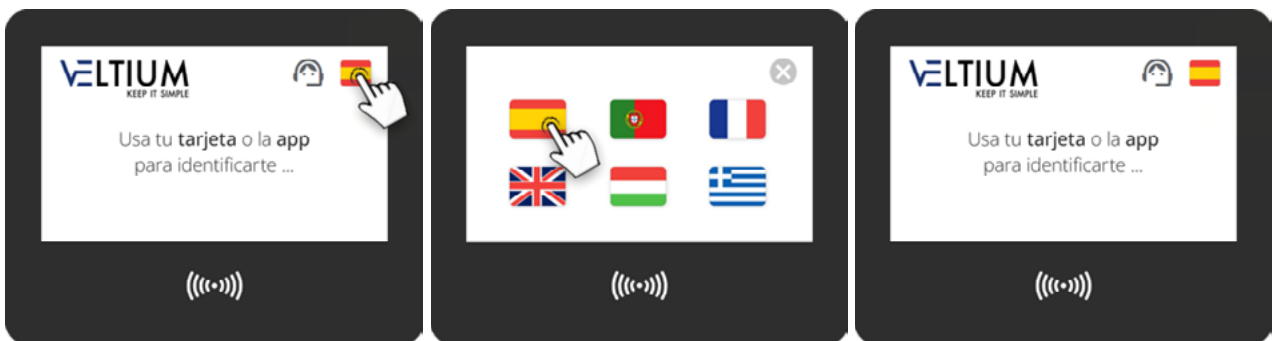 VELTIUM
KEEP IT SIMPLE
Usa tu tarjeta o la app
para identificarte ...
VELTIUM
KEEP IT SIMPLE
Usa tu tarjeta o la app
para identificarte ...